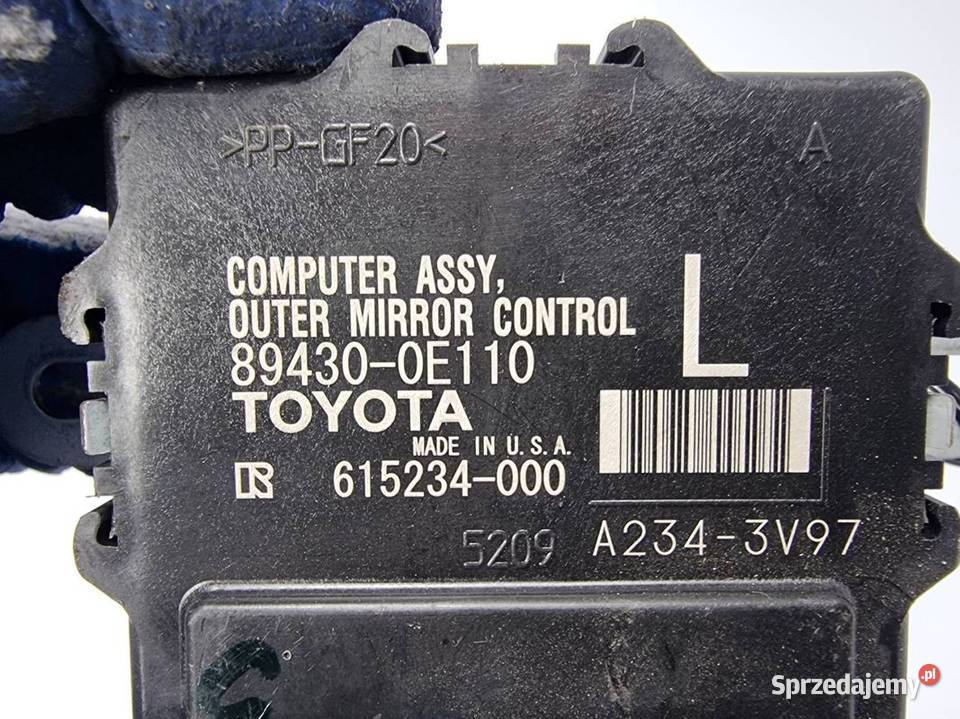 >PP-GF20<
A
COMPUTER ASSY,
OUTER MIRROR CONTROL
L
89430-0E110
TOYOTA
MADE IN U.S.A.
R 615234-000
5209
A234-3V97
Sprzedajemy.pl